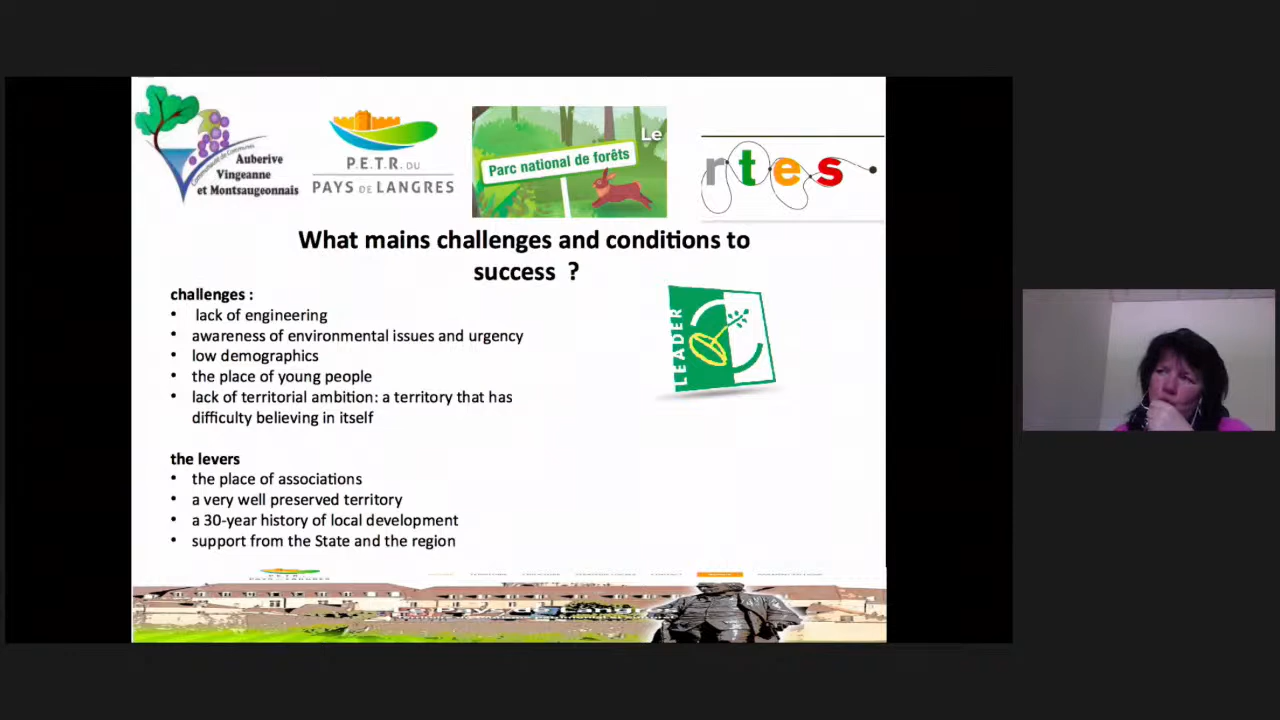 Communauté de Communes
Auberive
Vingeanne
et Montsaugeonnais
P.E.T.R. DU
PAYS DE LANGRES
Le
Parc national de forêts
rtes
What mains challenges and conditions to
success ?
LEADER
challenges :
• lack of engineering
• awareness of environmental issues and urgency
• low demographics
• the place of young people
• lack of territorial ambition: a territory that has
difficulty believing in itself
the levers
• the place of associations
• a very well preserved territory
• a 30-year history of local development
• support from the State and the region